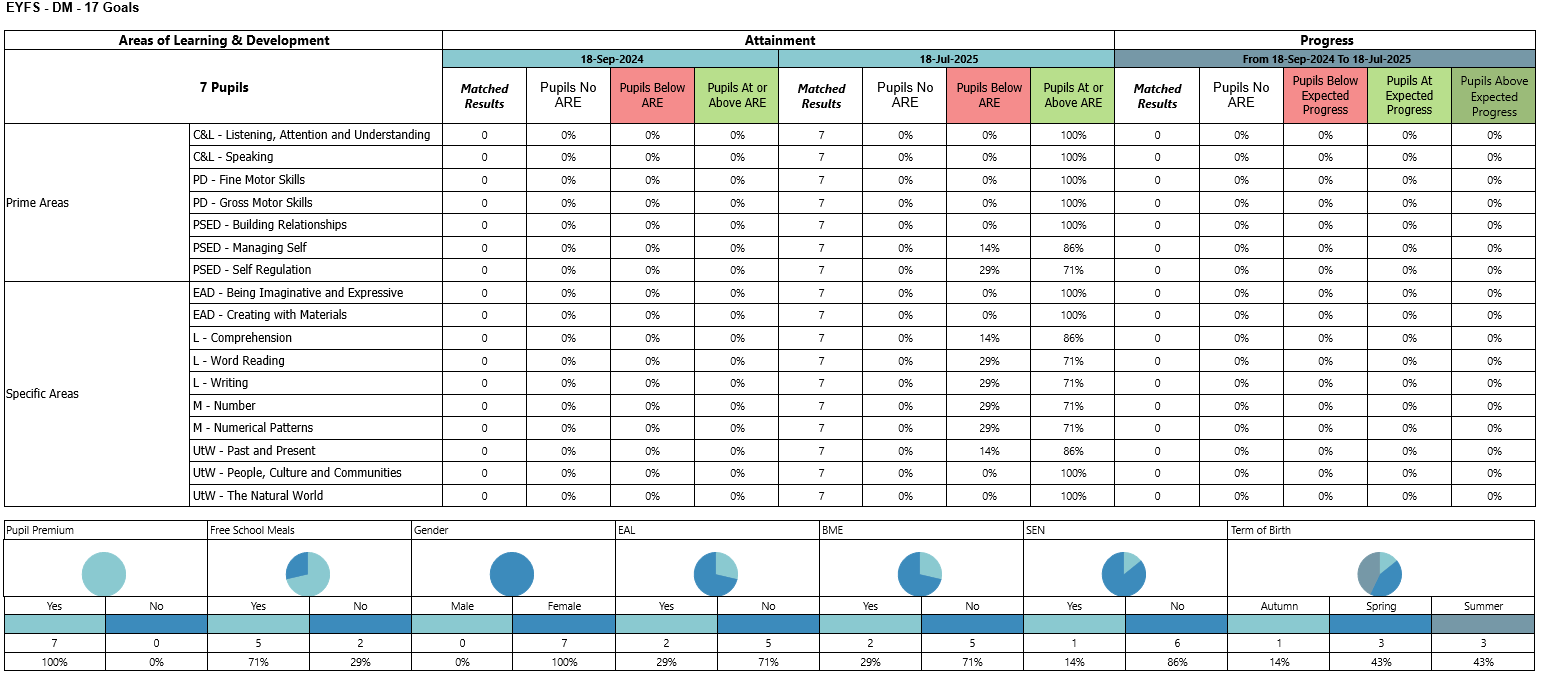 EYFS - DM - 17 Goals
Areas of Learning & Development Attainment Progress
18-Sep-2024 18-Jul-2025 From 18-Sep-2024 To 18-Jul-2025
7 Pupils Matched Results Pupils No ARE Pupils Below ARE Pupils At or Above ARE Matched Results Pupils No ARE Pupils Below ARE Pupils At or Above ARE Matched Results Pupils No ARE Pupils Below Expected Progress Pupils At Expected Progress Pupils Above Expected Progress
Prime Areas
C&L - Listening, Attention and Understanding 0 0% 0% 0% 7 0% 0% 100% 0 0% 0% 0% 0%
C&L - Speaking 0 0% 0% 0% 7 0% 0% 100% 0 0% 0% 0% 0%
PD - Fine Motor Skills 0 0% 0% 0% 7 0% 0% 100% 0 0% 0% 0% 0%
PD - Gross Motor Skills 0 0% 0% 0% 7 0% 0% 100% 0 0% 0% 0% 0%
PSED - Building Relationships 0 0% 0% 0% 7 0% 0% 100% 0 0% 0% 0% 0%
PSED - Managing Self 0 0% 0% 0% 7 0% 14% 86% 0 0% 0% 0% 0%
PSED - Self Regulation 0 0% 0% 0% 7 0% 29% 71% 0 0% 0% 0% 0%
Specific Areas
EAD - Being Imaginative and Expressive 0 0% 0% 0% 7 0% 0% 100% 0 0% 0% 0% 0%
EAD - Creating with Materials 0 0% 0% 0% 7 0% 0% 100% 0 0% 0% 0% 0%
L - Comprehension 0 0% 0% 0% 7 0% 14% 86% 0 0% 0% 0% 0%
L - Word Reading 0 0% 0% 0% 7 0% 29% 71% 0 0% 0% 0% 0%
L - Writing 0 0% 0% 0% 7 0% 29% 71% 0 0% 0% 0% 0%
M - Number 0 0% 0% 0% 7 0% 29% 71% 0 0% 0% 0% 0%
M - Numerical Patterns 0 0% 0% 0% 7 0% 29% 71% 0 0% 0% 0% 0%
UtW - Past and Present 0 0% 0% 0% 7 0% 14% 86% 0 0% 0% 0% 0%
UtW - People, Culture and Communities 0 0% 0% 0% 7 0% 0% 100% 0 0% 0% 0% 0%
UtW - The Natural World 0 0% 0% 0% 7 0% 0% 100% 0 0% 0% 0% 0%
Pupil Premium Free School Meals Gender EAL BME SEN Term of Birth
Yes No Yes No Male Female Yes No Yes No Yes No Autumn Spring Summer
7 0 5 2 0 7 2 5 2 5 1 6 1 3 3
100% 0% 71% 29% 0% 100% 29% 71% 29% 71% 14% 86% 14% 43% 43%